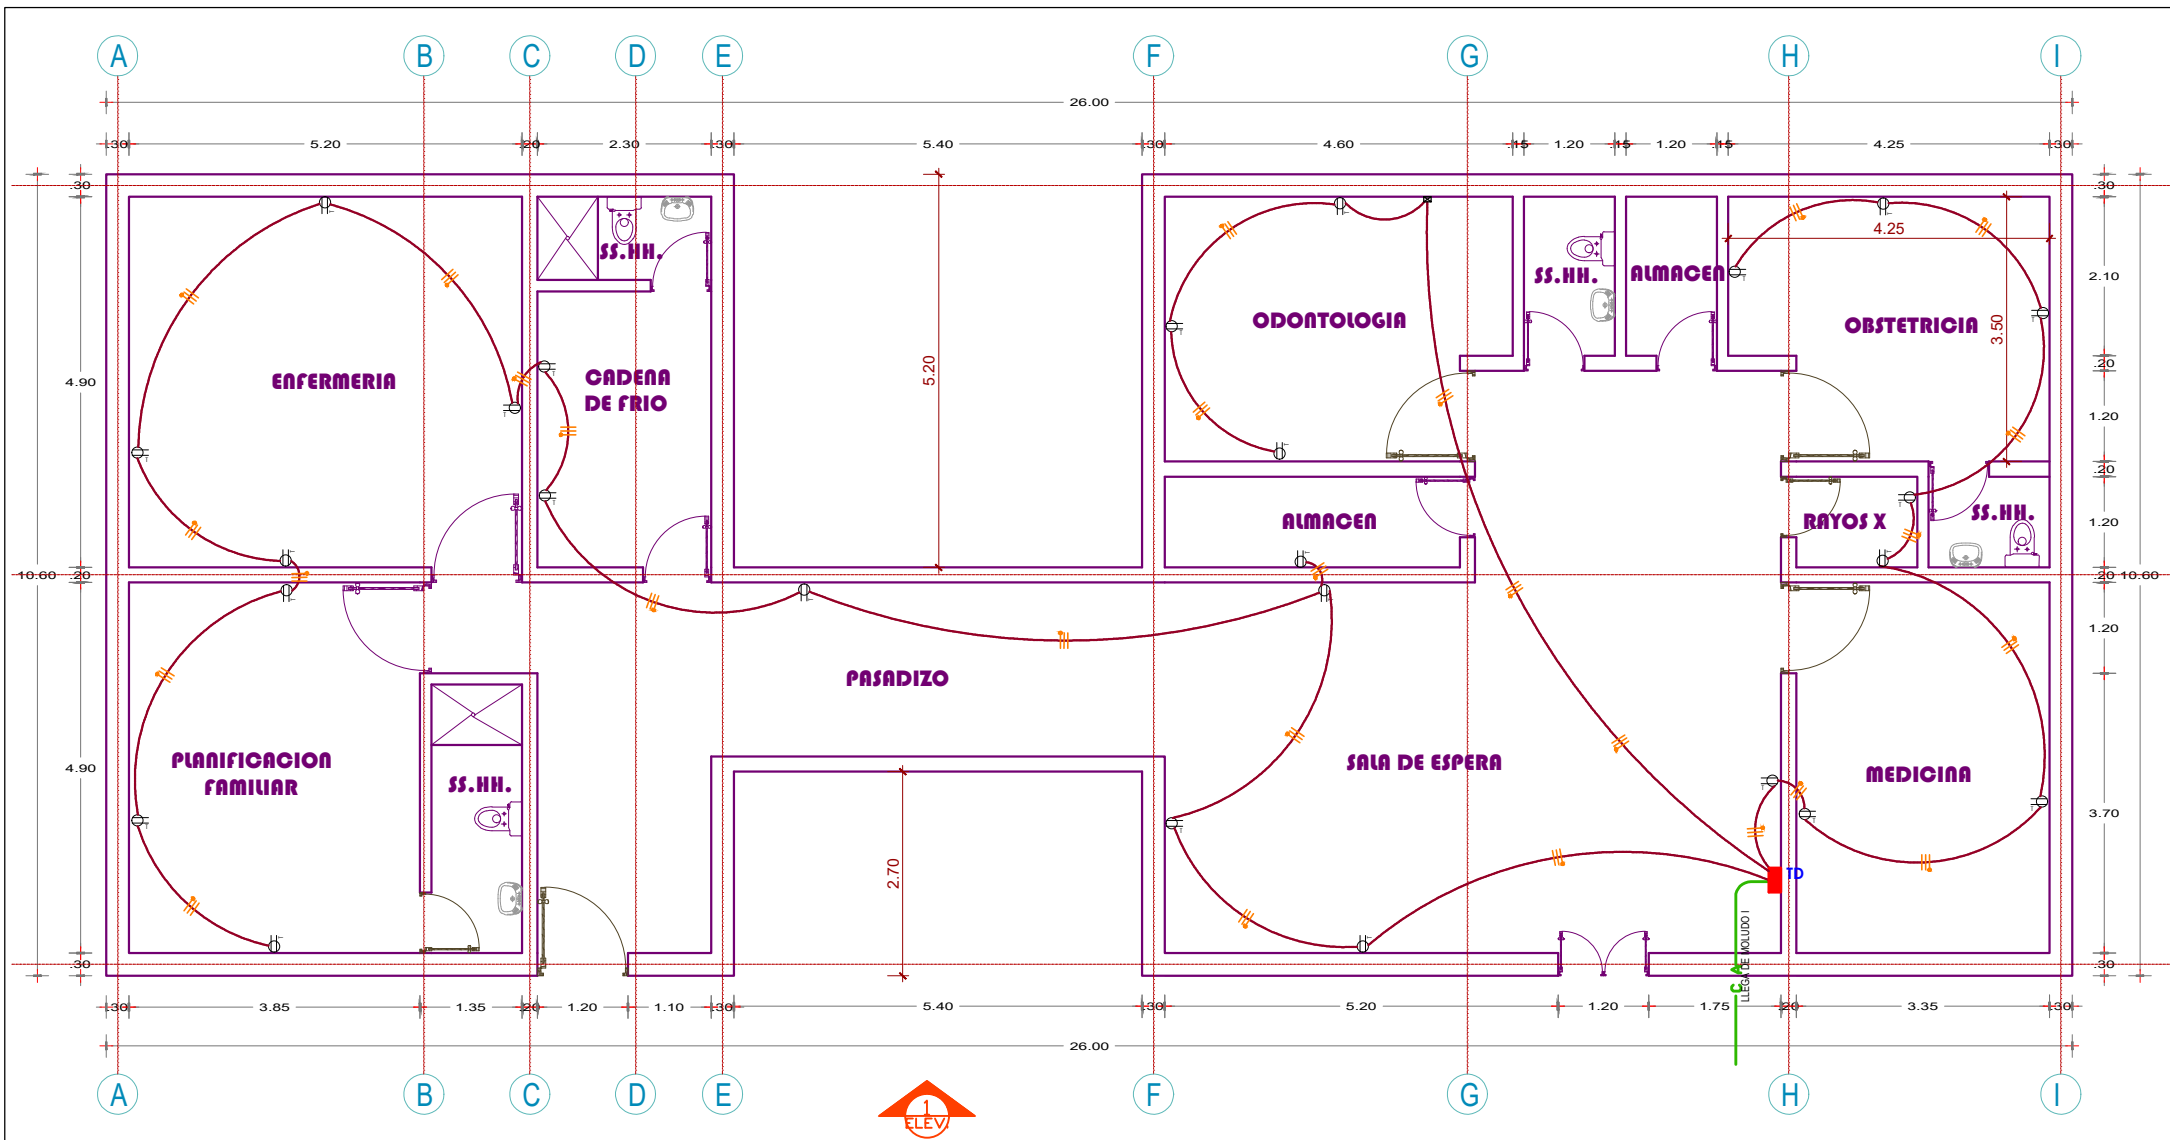 A B C D E F G H I
26.00
.30 5.20 .20 2.30 .30 5.40 .30 4.60 .15 1.20 .15 1.20 .15 4.25 .30
.30
.30
4.25
SS.HH.
SS.HH.
ALMACEN
2.10
ODONTOLOGIA
OBSTETRICIA
3.50
5.20
.20
4.90
ENFERMERIA
CADENA
DE FRIO
1.20
.20
ALMACEN
RAYOS X
SS.HH.
1.20
10.60
.20
.20
10.60
1.20
PASADIZO
PLANIFICACION
FAMILIAR
4.90
SS.HH.
SALA DE ESPERA
MEDICINA
3.70
2.70
TD
LLEGA DE MOLUDO I
C A
.30
.30
.30 3.85 1.35 .20 1.20 1.10 .30 5.40 .30 5.20 1.20 1.75 .20 3.35 .30
26.00
A B C D E F G H I
1
ELEV.